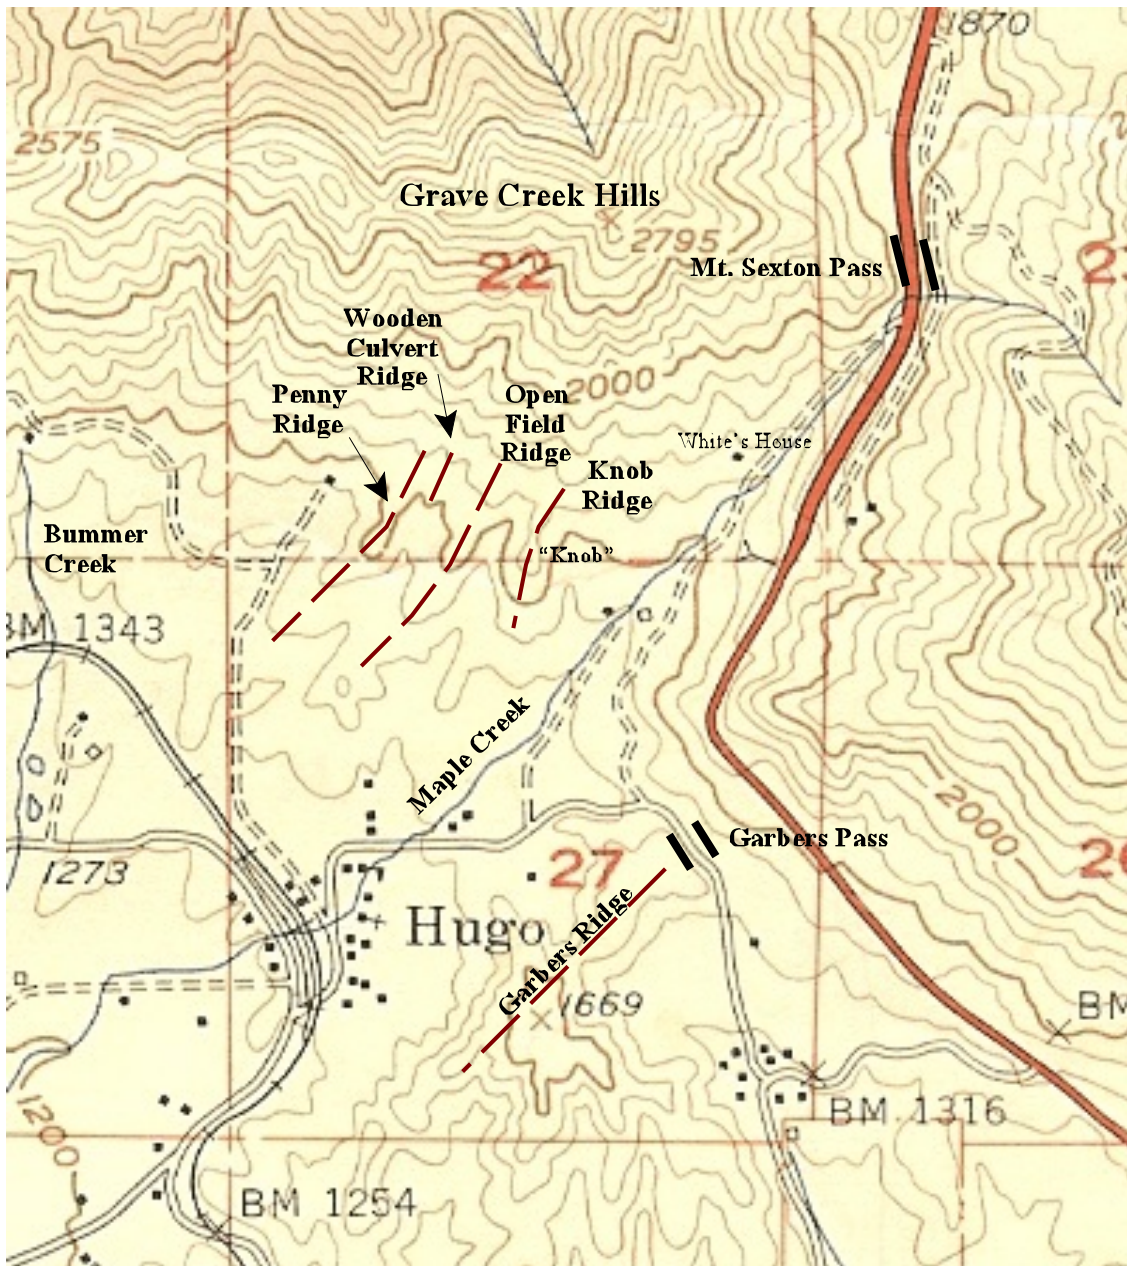 1870
2575
Grave Creek Hills
2795
22
Mt. Sexton Pass
Wooden
Culvert
Ridge
2000
Penny
Ridge
Open
Field
Ridge
White's House
Knob
Ridge
Bummer
Creek
"Knob"
BM 1343
Maple Creek
2000
Garbers Pass
27
1273
Hugo
Garbers Ridge
1669
BM
1200
BM 1316
BM 1254